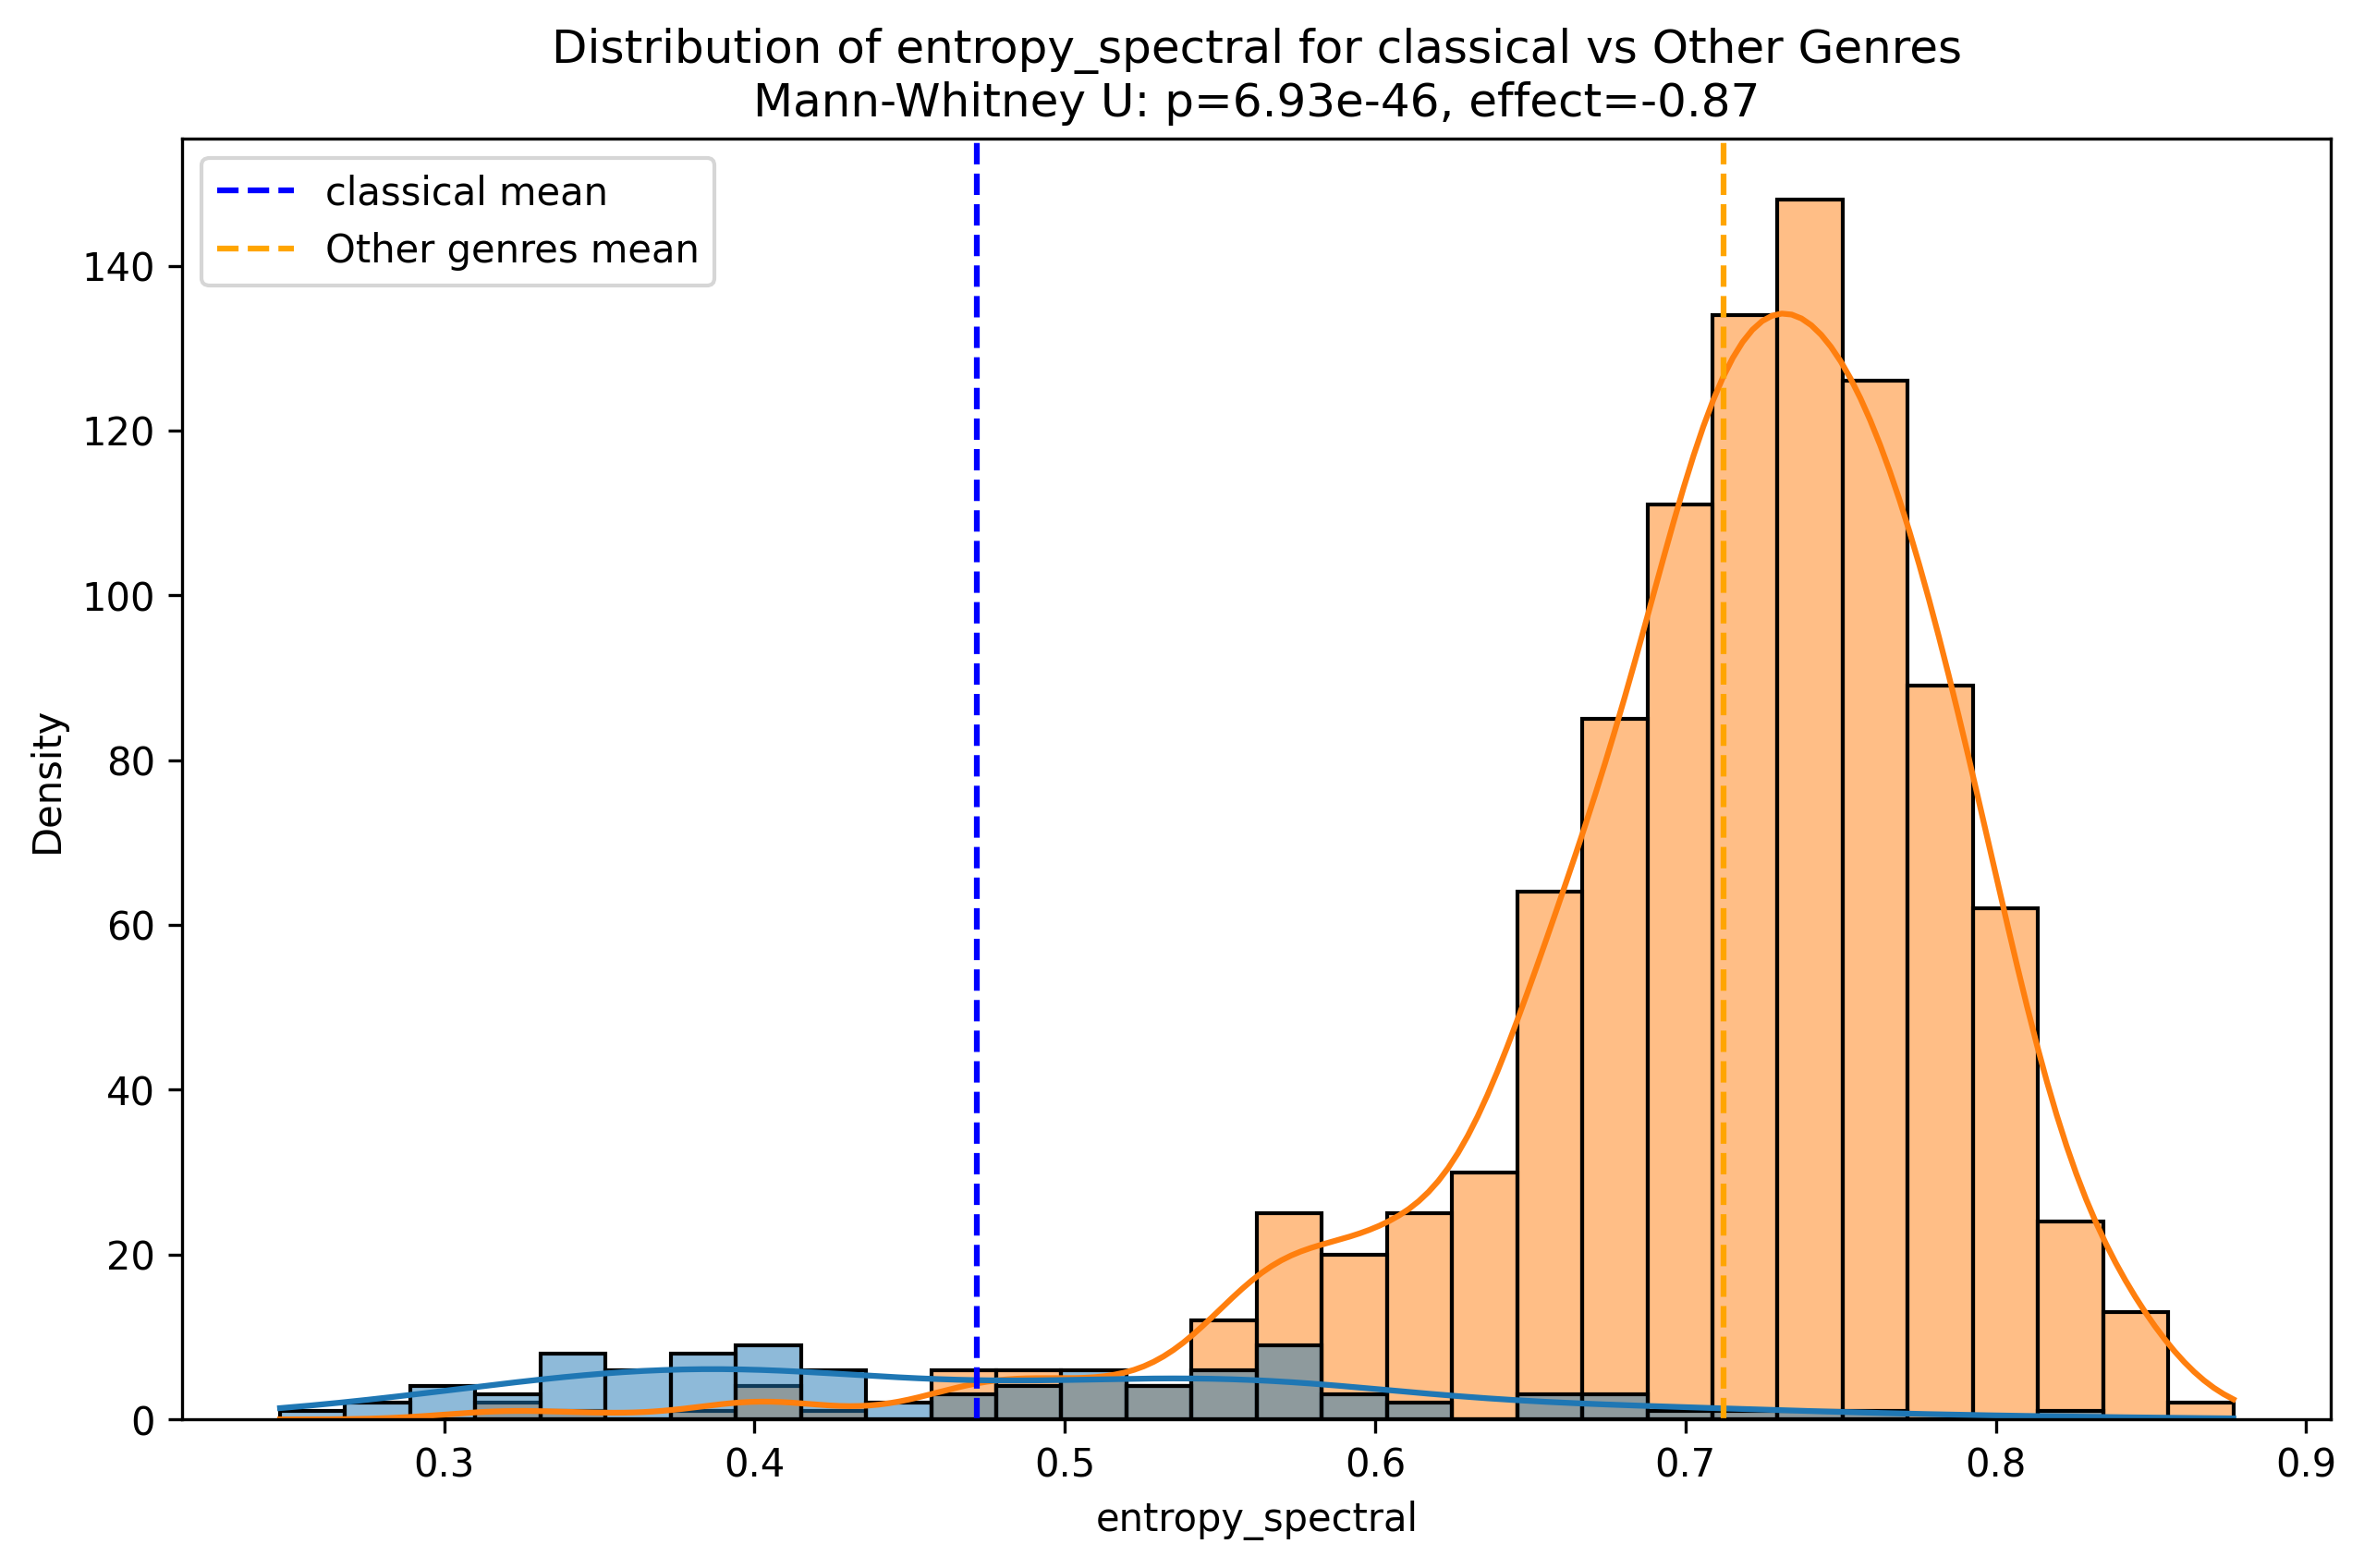 Distribution of entropy_spectral for classical vs Other Genres
Mann-Whitney U: p=6.93e-46, effect=-0.87
classical mean
Other genres mean
140
120
100
80
60
40
20
0
Density
0.3
0.4
0.5
0.6
0.7
0.8
0.9
entropy_spectral